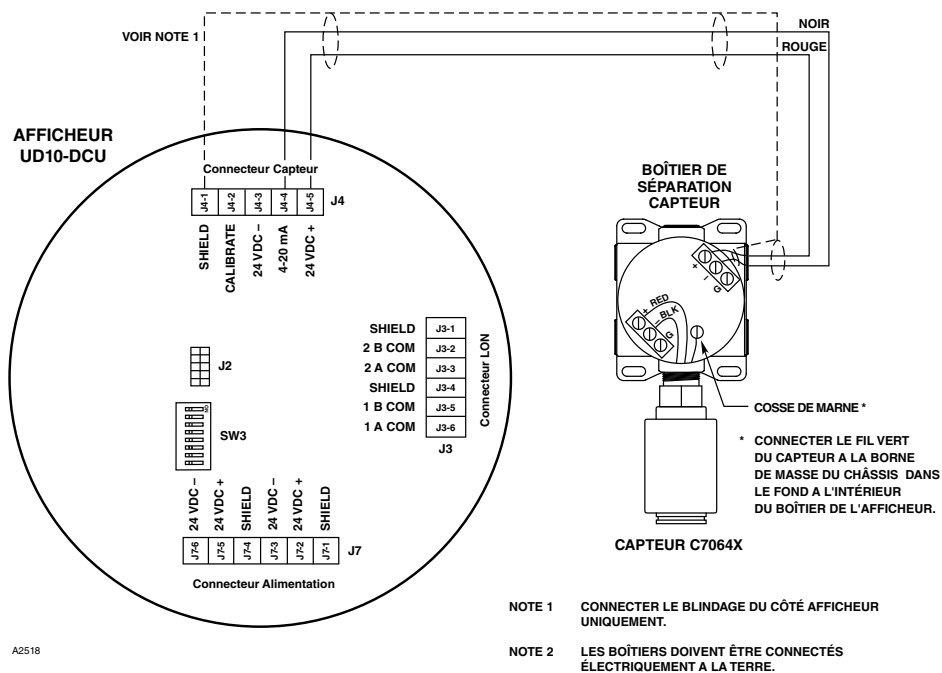 NOIR
VOIR NOTE 1
ROUGE
AFFICHEUR
UD10-DCU
Connecteur Capteur
J4-1
J4-2
J4-3
J4-4
J4-5
J4
SHIELD
CALIBRATE
24 VDC –
4-20 mA
24 VDC +
BOÎTIER DE
SÉPARATION
CAPTEUR
+
–
G
+ RED
– BLK
G
SHIELD J3-1
2 B COM J3-2
2 A COM J3-3
SHIELD J3-4
1 B COM J3-5
1 A COM J3-6
J3
Connecteur LON
J2
ON
SW3
COSSE DE MARNE *
* CONNECTER LE FIL VERT
DU CAPTEUR A LA BORNE
DE MASSE DU CHÂSSIS DANS
LE FOND A L'INTÉRIEUR
DU BOÎTIER DE L'AFFICHEUR.
24 VDC –
24 VDC +
SHIELD
24 VDC –
24 VDC +
SHIELD
J7-6
J7-5
J7-4
J7-3
J7-2
J7-1
J7
Connecteur Alimentation
CAPTEUR C7064X
NOTE 1 CONNECTER LE BLINDAGE DU CÔTÉ AFFICHEUR
UNIQUEMENT.
A2518
NOTE 2 LES BOÎTIERS DOIVENT ÊTRE CONNECTÉS
ÉLECTRIQUEMENT A LA TERRE.